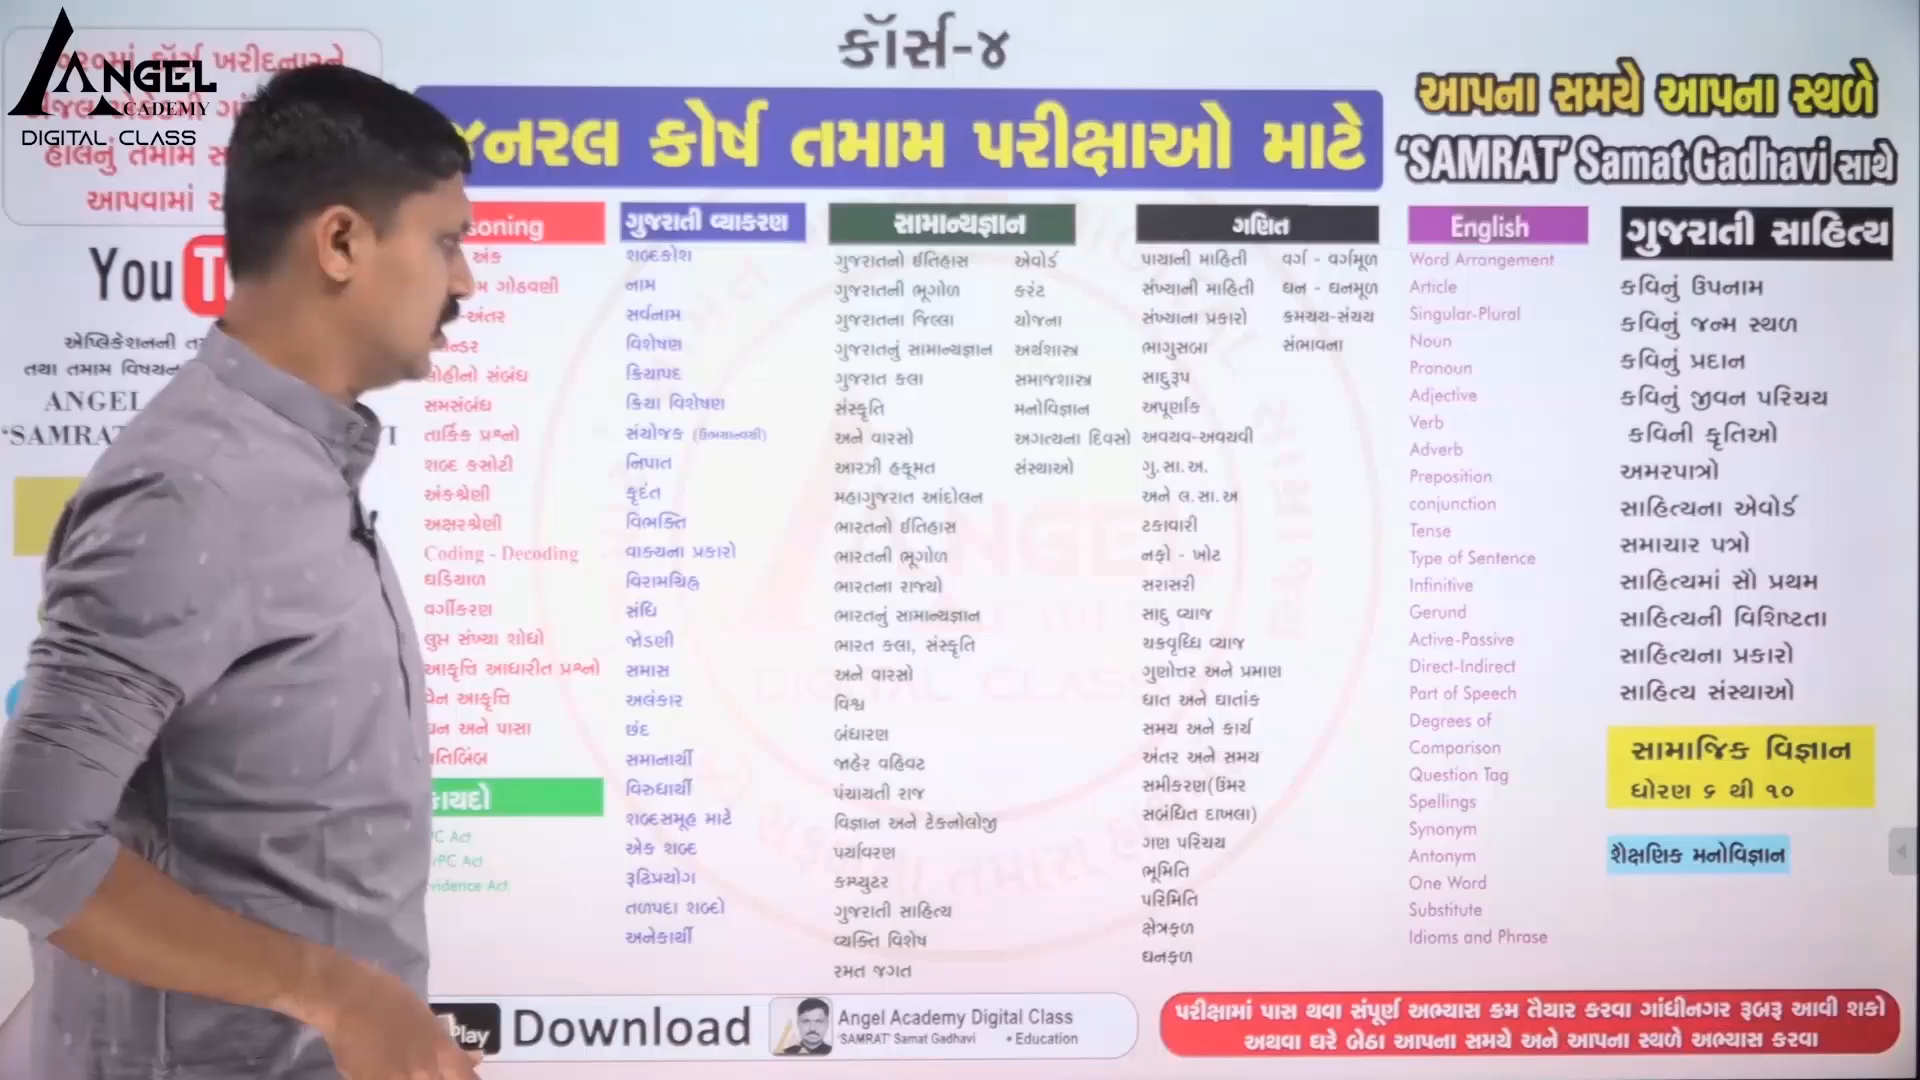 ANGEL
ACADEMY
DIGITAL CLASS
કૉર્સ-૪
ખરીદનારને
હાલનું તમામ
આપવામાં
You
એપ્લિકેશનની
તથા તમામ વિષયન
ANGEL
'SAMRAT
જનરલ કોર્ષ તમામ પરીક્ષાઓ માટે
આપના સમયે આપના સ્થળે
'SAMRAT' Samat Gadhavi સાથે
soning
અંક
ગોઠવણી
-અંતર
લોહીનો સંબંધ
સમસંબંધ
તાર્કિક પ્રશ્નો
શબ્દ કસોટી
અંકશ્રેણી
અક્ષરશ્રેણી
Coding - Decoding
ઘડિયાળ
વર્ગીકરણ
લુપ્ત સંખ્યા શોધો
આકૃત્તિ આધારીત પ્રશ્નો
વેન આકૃત્તિ
ઘન અને પાસા
તિબિંબ
કાયદો
C Act
rPC Act
vidence Act
ગુજરાતી વ્યાકરણ
શબ્દકોશ
નામ
સર્વનામ
વિશેષણ
ક્રિયાપદ
ક્રિયા વિશેષણ
સંયોજક (ઉભયાન્વયી)
નિપાત
કૃદંત
વિભક્તિ
વાક્યના પ્રકારો
વિરામચિહ્ન
સંધિ
જોડણી
સમાસ
અલંકાર
છંદ
સમાનાર્થી
વિરુધાર્થી
શબ્દસમૂહ માટે
એક શબ્દ
રૂઢિપ્રયોગ
તળપદા શબ્દો
અનેકાર્થી
સામાન્યજ્ઞાન
ગુજરાતનો ઈતિહાસ
ગુજરાતની ભૂગોળ
ગુજરાતના જિલ્લા
ગુજરાતનું સામાન્યજ્ઞાન
ગુજરાત કલા
સંસ્કૃતિ
અને વારસો
આરઝી હકૂમત
મહાગુજરાત આંદોલન
ભારતનો ઈતિહાસ
ભારતની ભૂગોળ
ભારતના રાજ્યો
ભારતનું સામાન્યજ્ઞાન
ભારત કલા, સંસ્કૃતિ
અને વારસો
વિશ્વ
બંધારણ
જાહેર વહિવટ
પંચાયતી રાજ
વિજ્ઞાન અને ટેકનોલોજી
પર્યાવરણ
કમ્પ્યુટર
ગુજરાતી સાહિત્ય
વ્યક્તિ વિશેષ
રમત જગત
એવોર્ડ
કરંટ
યોજના
અર્થશાસ્ત્ર
સમાજશાસ્ત્ર
મનોવિજ્ઞાન
અગત્યના દિવસો
સંસ્થાઓ
ગણિત
પાયાની માહિતી
સંખ્યાની માહિતી
સંખ્યાના પ્રકારો
ભાગુસબા
સાદુરૂપ
અપૂર્ણાંક
અવયવ-અવયવી
ગુ.સા.અ.
અને લ.સા.અ
ટકાવારી
નફો - ખોટ
સરાસરી
સાદુ વ્યાજ
ચક્રવૃધ્ધિ વ્યાજ
ગુણોત્તર અને પ્રમાણ
ઘાત અને ઘાતાંક
સમય અને કાર્ય
અંતર અને સમય
સમીકરણ(ઉંમર
સબંધિત દાખલા)
ગણ પરિચય
ભૂમિતિ
પરિમિતિ
ક્ષેત્રફળ
ઘનફળ
વર્ગ - વર્ગમૂળ
ઘન - ઘનમૂળ
ક્રમચય-સંચય
સંભાવના
English
Word Arrangement
Article
Singular-Plural
Noun
Pronoun
Adjective
Verb
Adverb
Preposition
conjunction
Tense
Type of Sentence
Infinitive
Gerund
Active-Passive
Direct-Indirect
Part of Speech
Degrees of
Comparison
Question Tag
Spellings
Synonym
Antonym
One Word
Substitute
Idioms and Phrase
ગુજરાતી સાહિત્ય
કવિનું ઉપનામ
કવિનું જન્મ સ્થળ
કવિનું પ્રદાન
કવિનું જીવન પરિચય
કવિની કૃતિઓ
અમરપાત્રો
સાહિત્યના એવોર્ડ
સમાચાર પત્રો
સાહિત્યમાં સૌ પ્રથમ
સાહિત્યની વિશિષ્ટતા
સાહિત્યના પ્રકારો
સાહિત્ય સંસ્થાઓ
સામાજિક વિજ્ઞાન
ધોરણ ૬ થી ૧૦
શૈક્ષણિક મનોવિજ્ઞાન
Play
Download
Angel Academy Digital Class
'SAMRAT' Samat Gadhavi • Education
પરીક્ષામાં પાસ થવા સંપૂર્ણ અભ્યાસ ક્રમ તૈયાર કરવા ગાંધીનગર રૂબરૂ આવી શકો
અથવા ઘરે બેઠા આપના સમયે અને આપના સ્થળે અભ્યાસ કરવા